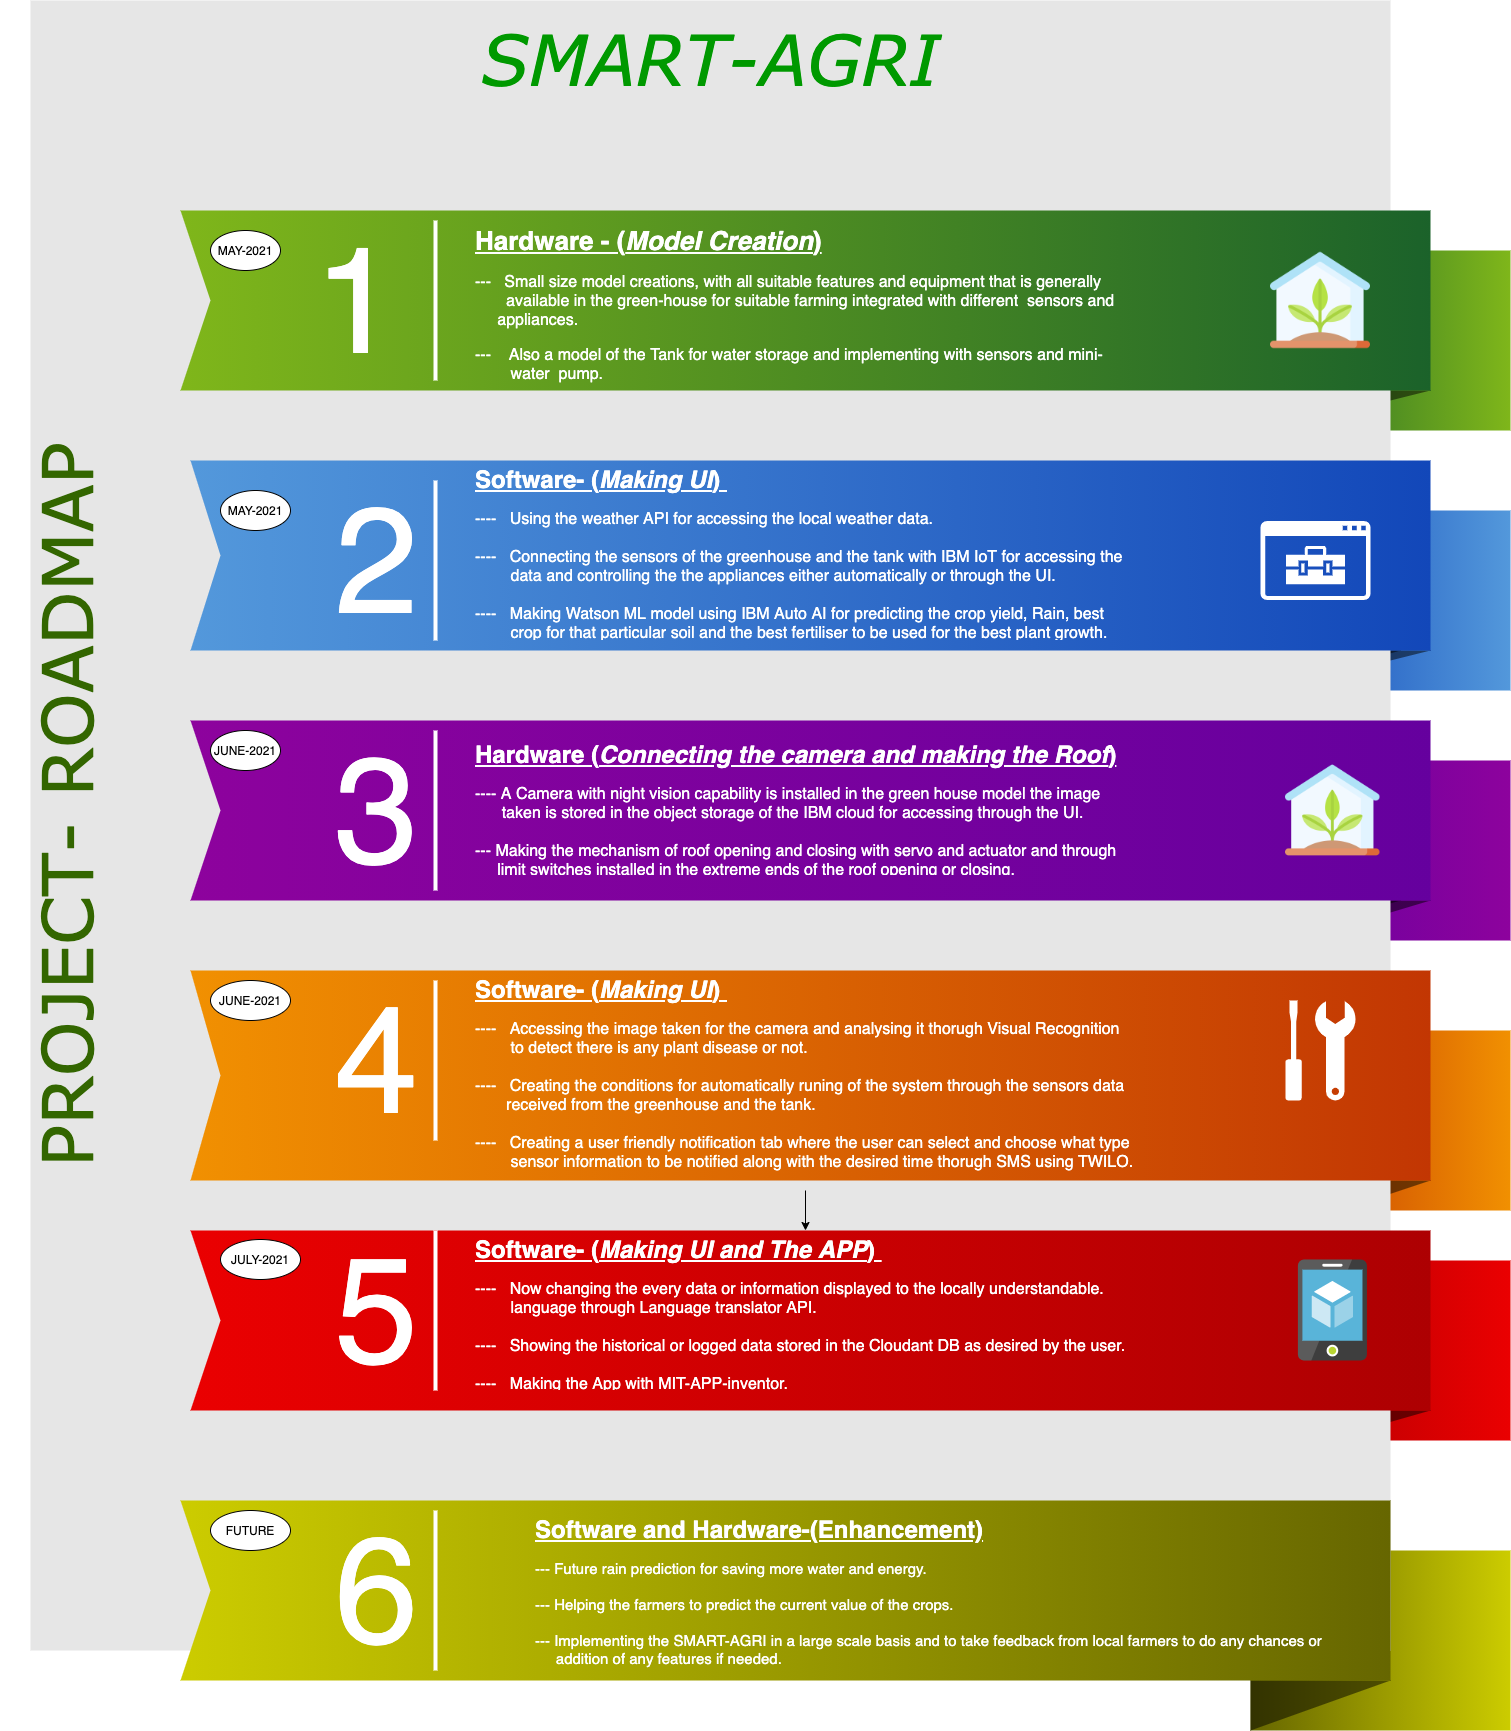 SMART-AGRI
PROJECT- ROADMAP
MAY-2021
1
Hardware - (Model Creation)
--- Small size model creations, with all suitable features and equipment that is generally
available in the green-house for suitable farming integrated with different sensors and
appliances.
--- Also a model of the Tank for water storage and implementing with sensors and mini-
water pump.
MAY-2021
2
Software- (Making UI)
---- Using the weather API for accessing the local weather data.
---- Connecting the sensors of the greenhouse and the tank with IBM IoT for accessing the
data and controlling the the appliances either automatically or through the UI.
---- Making Watson ML model using IBM Auto AI for predicting the crop yield, Rain, best
crop for that particular soil and the best fertiliser to be used for the best plant growth.
JUNE-2021
3
Hardware (Connecting the camera and making the Roof)
---- A Camera with night vision capability is installed in the green house model the image
taken is stored in the object storage of the IBM cloud for accessing through the UI.
--- Making the mechanism of roof opening and closing with servo and actuator and through
limit switches installed in the extreme ends of the roof opening or closing.
JUNE-2021
4
Software- (Making UI)
---- Accessing the image taken for the camera and analysing it thorugh Visual Recognition
to detect there is any plant disease or not.
---- Creating the conditions for automatically runing of the system through the sensors data
received from the greenhouse and the tank.
---- Creating a user friendly notification tab where the user can select and choose what type
sensor information to be notified along with the desired time thorugh SMS using TWILO.
JULY-2021
5
Software- (Making UI and The APP)
---- Now changing the every data or information displayed to the locally understandable.
language through Language translator API.
---- Showing the historical or logged data stored in the Cloudant DB as desired by the user.
---- Making the App with MIT-APP-inventor.
FUTURE
6
Software and Hardware-(Enhancement)
--- Future rain prediction for saving more water and energy.
--- Helping the farmers to predict the current value of the crops.
--- Implementing the SMART-AGRI in a large scale basis and to take feedback from local farmers to do any chances or
addition of any features if needed.